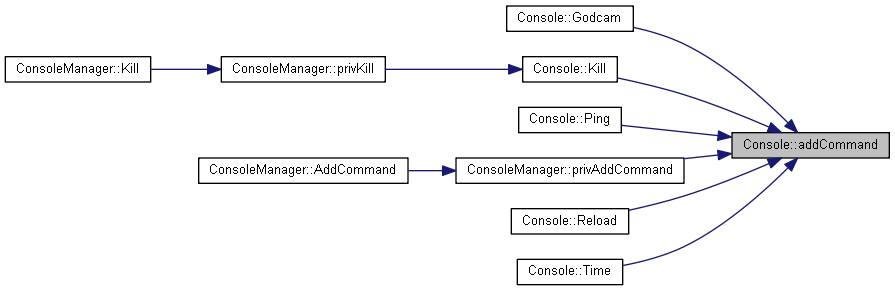 Console::Godcam
ConsoleManager::Kill
ConsoleManager::privKill
Console::Kill
Console::Ping
Console::addCommand
ConsoleManager::AddCommand
ConsoleManager::privAddCommand
Console::Reload
Console::Time